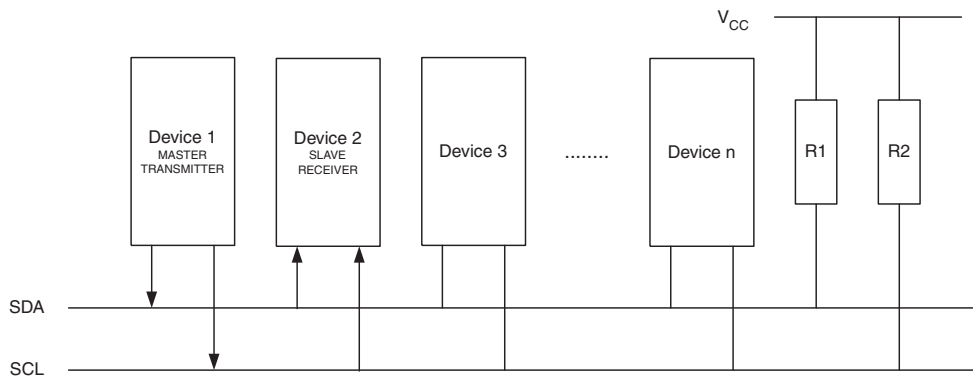 VCC
Device 1
MASTER
TRANSMITTER
Device 2
SLAVE
RECEIVER
Device 3
........
Device n
R1
R2
SDA
SCL